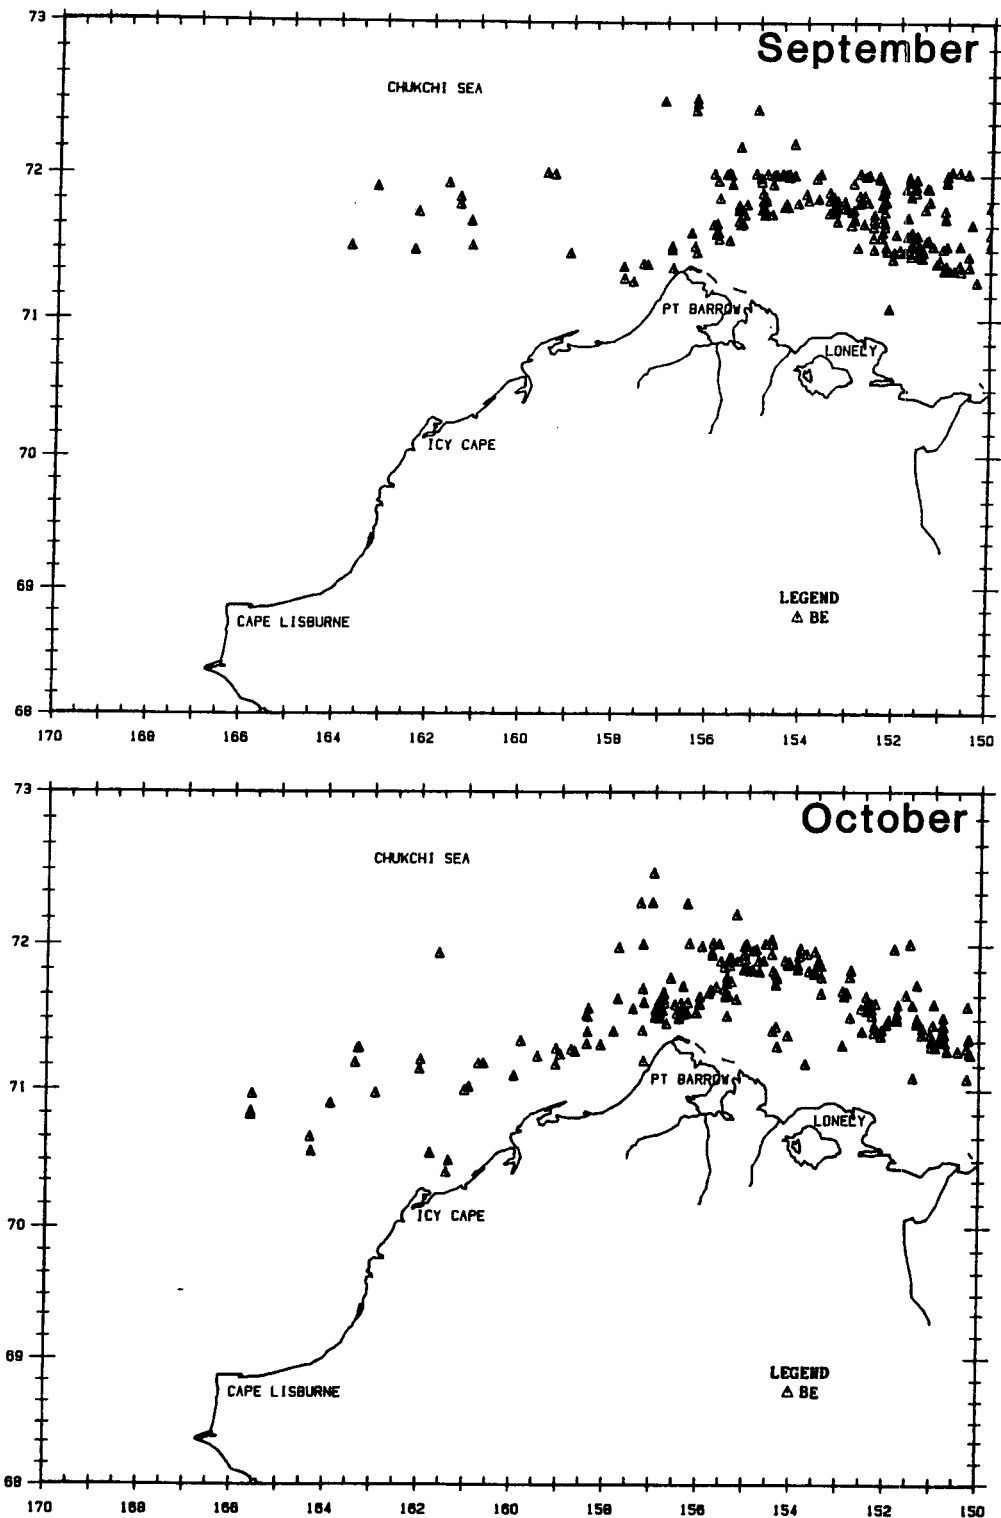 73
September
CHUKCHI SEA
72
71
PT BARROW
LONELY
70
ICY CAPE
69
LEGEND
BE
CAPE LISBURNE
68
170 168 166 164 162 160 158 156 154 152 150
73
October
CHUKCHI SEA
72
71
PT BARROW
LONELY
ICY CAPE
70
69
LEGEND
BE
CAPE LISBURNE
68
170 168 166 164 162 160 158 156 154 152 150